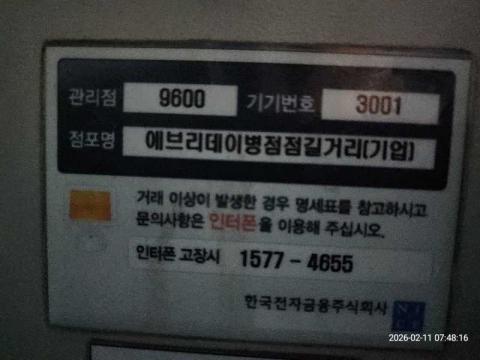 관리점 9600 기기번호 3001
점포명 에브리데이병점점길거리(기업)
거래 이상이 발생한 경우 명세표를 참고하시고
문의사항은 인터폰을 이용해 주십시오.
인터폰 고장시 1577 - 4655
한국전자금융주식회사
2026-02-11 07:48:16